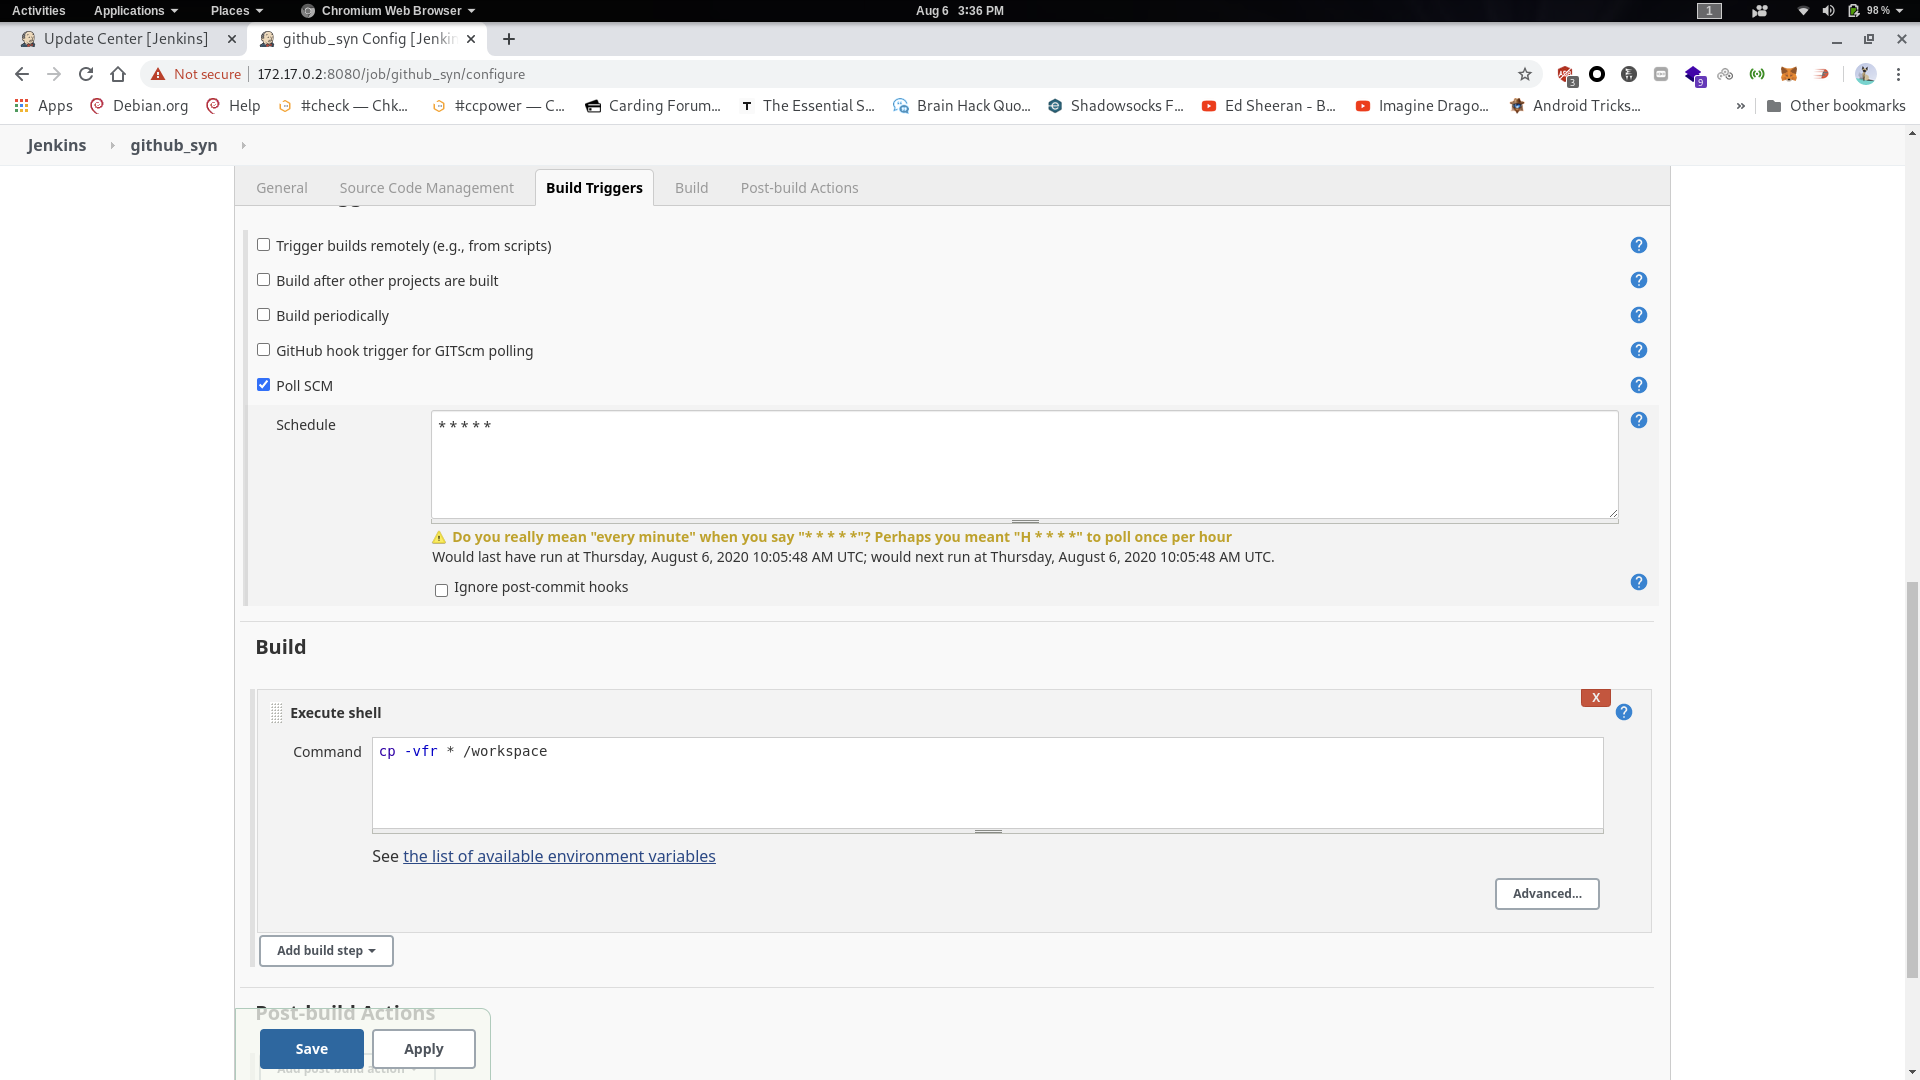 Activities Applications Places Chromium Web Browser Aug 6 3:36 PM 1 98 %
Update Center [Jenkins] github_syn Config [Jenkin
Not secure 172.17.0.2:8080/job/github_syn/configure 3 9
Apps Debian.org Help #check — Chk... #ccpower — C... Carding Forum... The Essential S... Brain Hack Quo... Shadowsocks F... Ed Sheeran - B... Imagine Drago... Android Tricks... » Other bookmarks
Jenkins github_syn
General Source Code Management Build Triggers Build Post-build Actions
Trigger builds remotely (e.g., from scripts)
Build after other projects are built
Build periodically
GitHub hook trigger for GITScm polling
Poll SCM
Schedule * * * * *
Do you really mean "every minute" when you say "* * * * *"? Perhaps you meant "H * * * *" to poll once per hour
Would last have run at Thursday, August 6, 2020 10:05:48 AM UTC; would next run at Thursday, August 6, 2020 10:05:48 AM UTC.
Ignore post-commit hooks
Build
X
Execute shell
Command cp -vfr * /workspace
See the list of available environment variables
Advanced...
Add build step
Post-build Actions
Save Apply
Add post-build action